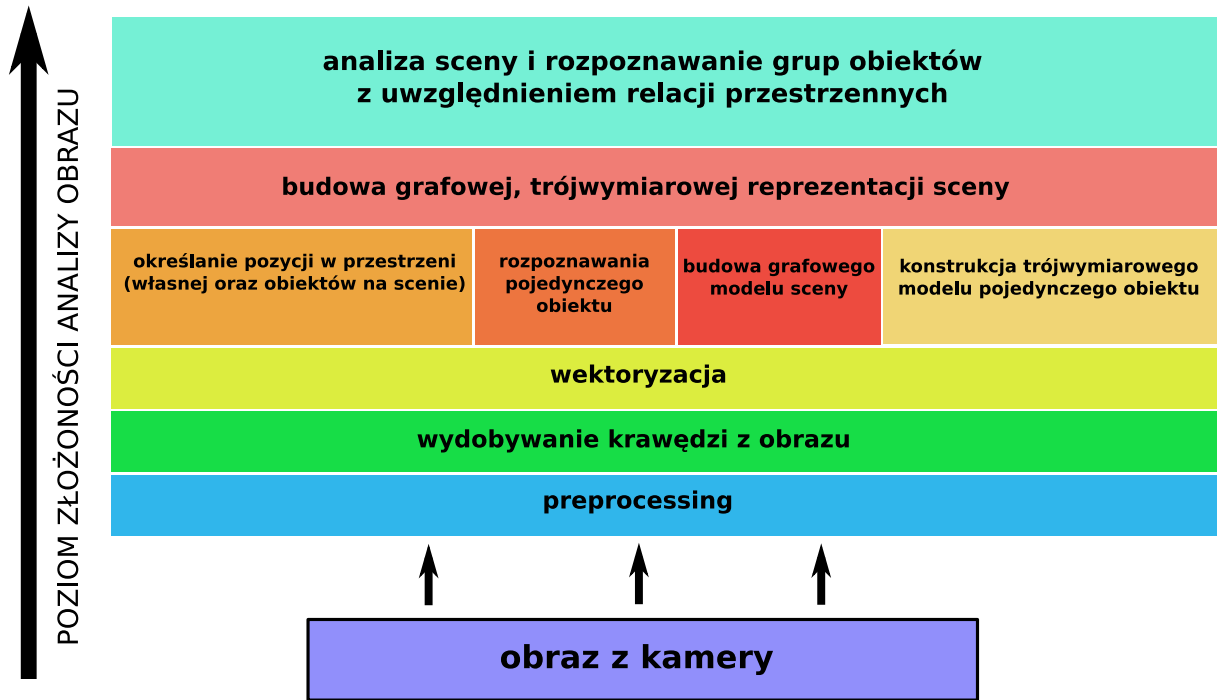 POZIOM ZŁOŻONOŚCI ANALIZY OBRAZU
analiza sceny i rozpoznawanie grup obiektów
z uwzględnieniem relacji przestrzennych
budowa grafowej, trójwymiarowej reprezentacji sceny
określanie pozycji w przestrzeni
(własnej oraz obiektów na scenie)
rozpoznawania
pojedynczego
obiektu
budowa grafowego
modelu sceny
konstrukcja trójwymiarowego
modelu pojedynczego obiektu
wektoryzacja
wydobywanie krawędzi z obrazu
preprocessing
obraz z kamery